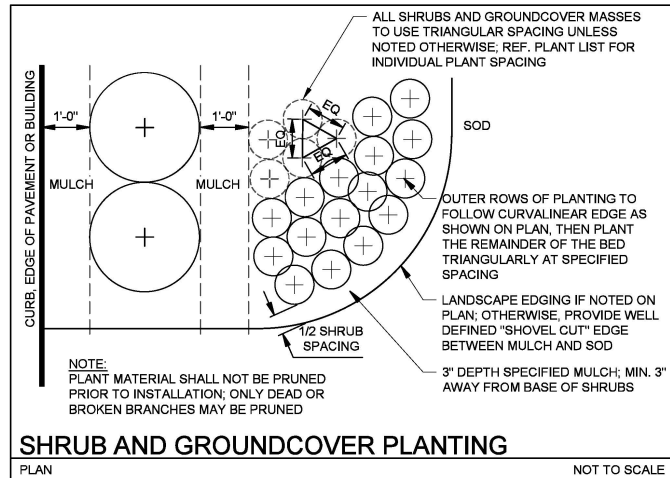 ALL SHRUBS AND GROUNDCOVER MASSES
TO USE TRIANGULAR SPACING UNLESS
NOTED OTHERWISE; REF. PLANT LIST FOR
INDIVIDUAL PLANT SPACING
CURB, EDGE OF PAVEMENT OR BUILDING
1'-0"
MULCH
1'-0"
MULCH
EQ
EQ
EQ
SOD
OUTER ROWS OF PLANTING TO
FOLLOW CURVALINEAR EDGE AS
SHOWN ON PLAN, THEN PLANT
THE REMAINDER OF THE BED
TRIANGULARLY AT SPECIFIED
SPACING
LANDSCAPE EDGING IF NOTED ON
PLAN; OTHERWISE, PROVIDE WELL
DEFINED "SHOVEL CUT" EDGE
BETWEEN MULCH AND SOD
1/2 SHRUB
SPACING
3" DEPTH SPECIFIED MULCH; MIN. 3"
AWAY FROM BASE OF SHRUBS
NOTE:
PLANT MATERIAL SHALL NOT BE PRUNED
PRIOR TO INSTALLATION; ONLY DEAD OR
BROKEN BRANCHES MAY BE PRUNED
SHRUB AND GROUNDCOVER PLANTING
PLAN
NOT TO SCALE